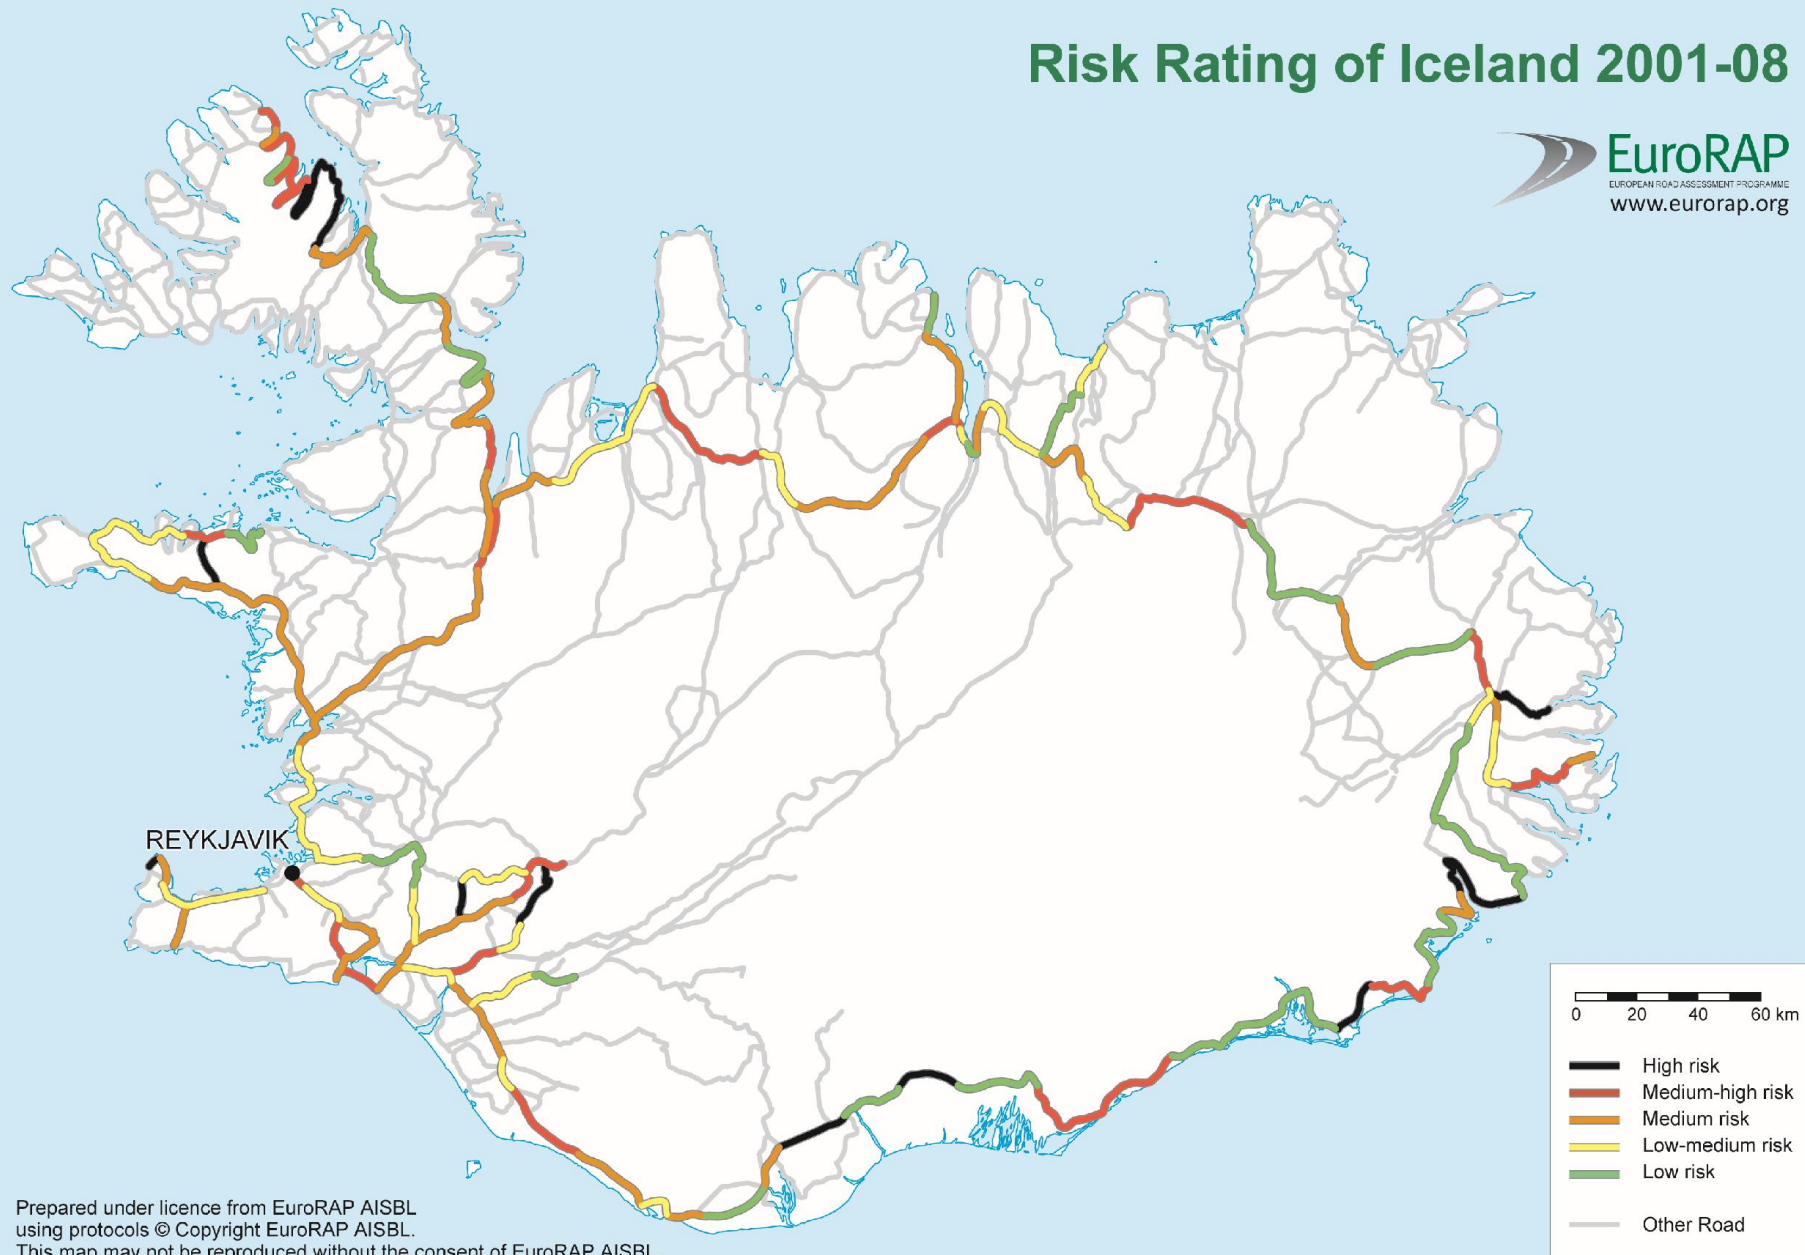 Risk Rating of Iceland 2001-08
EuroRAP
EUROPEAN ROAD ASSESSMENT PROGRAMME
www.eurorap.org
REYKJAVIK
0 20 40 60 km
High risk
Medium-high risk
Medium risk
Low-medium risk
Low risk
Other Road
Prepared under licence from EuroRAP AISBL
using protocols © Copyright EuroRAP AISBL.
This map may not be reproduced without the consent of EuroRAP AISBL